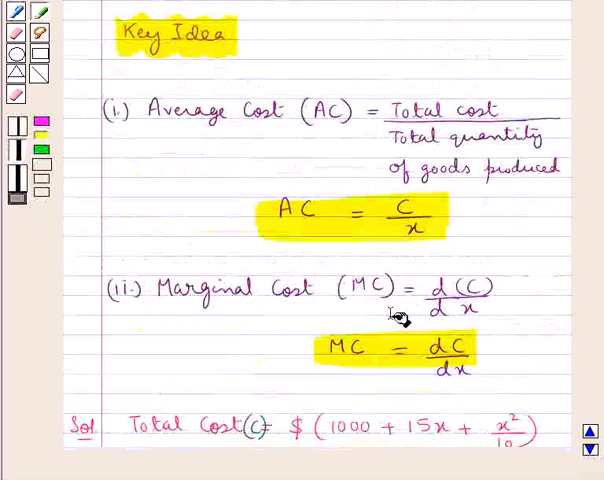 Key Idea
(i.) Average Cost (AC) = Total cost / Total quantity of goods produced
AC = C / x
(ii.) Marginal Cost (MC) = d (C) / d x
MC = dC / dx
Sol Total Cost (C) = $ (1000 + 15x + x² / 10)